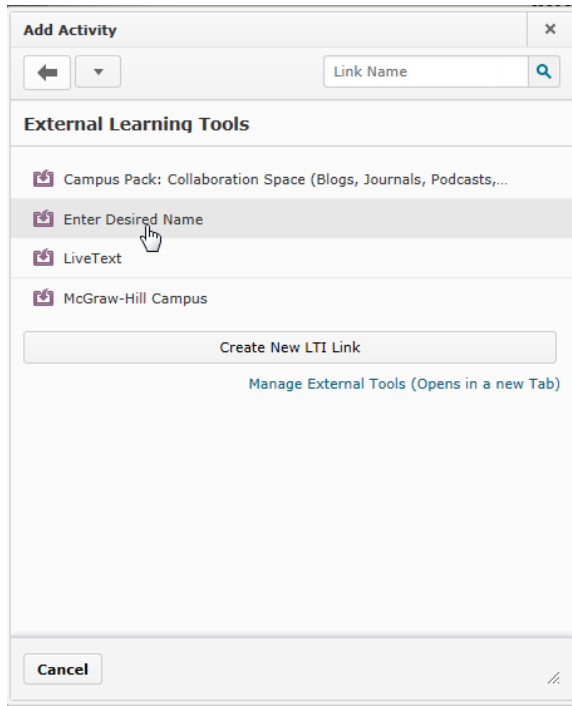 Add Activity
Link Name
External Learning Tools
Campus Pack: Collaboration Space (Blogs, Journals, Podcasts,...
Enter Desired Name
LiveText
McGraw-Hill Campus
Create New LTI Link
Manage External Tools (Opens in a new Tab)
Cancel